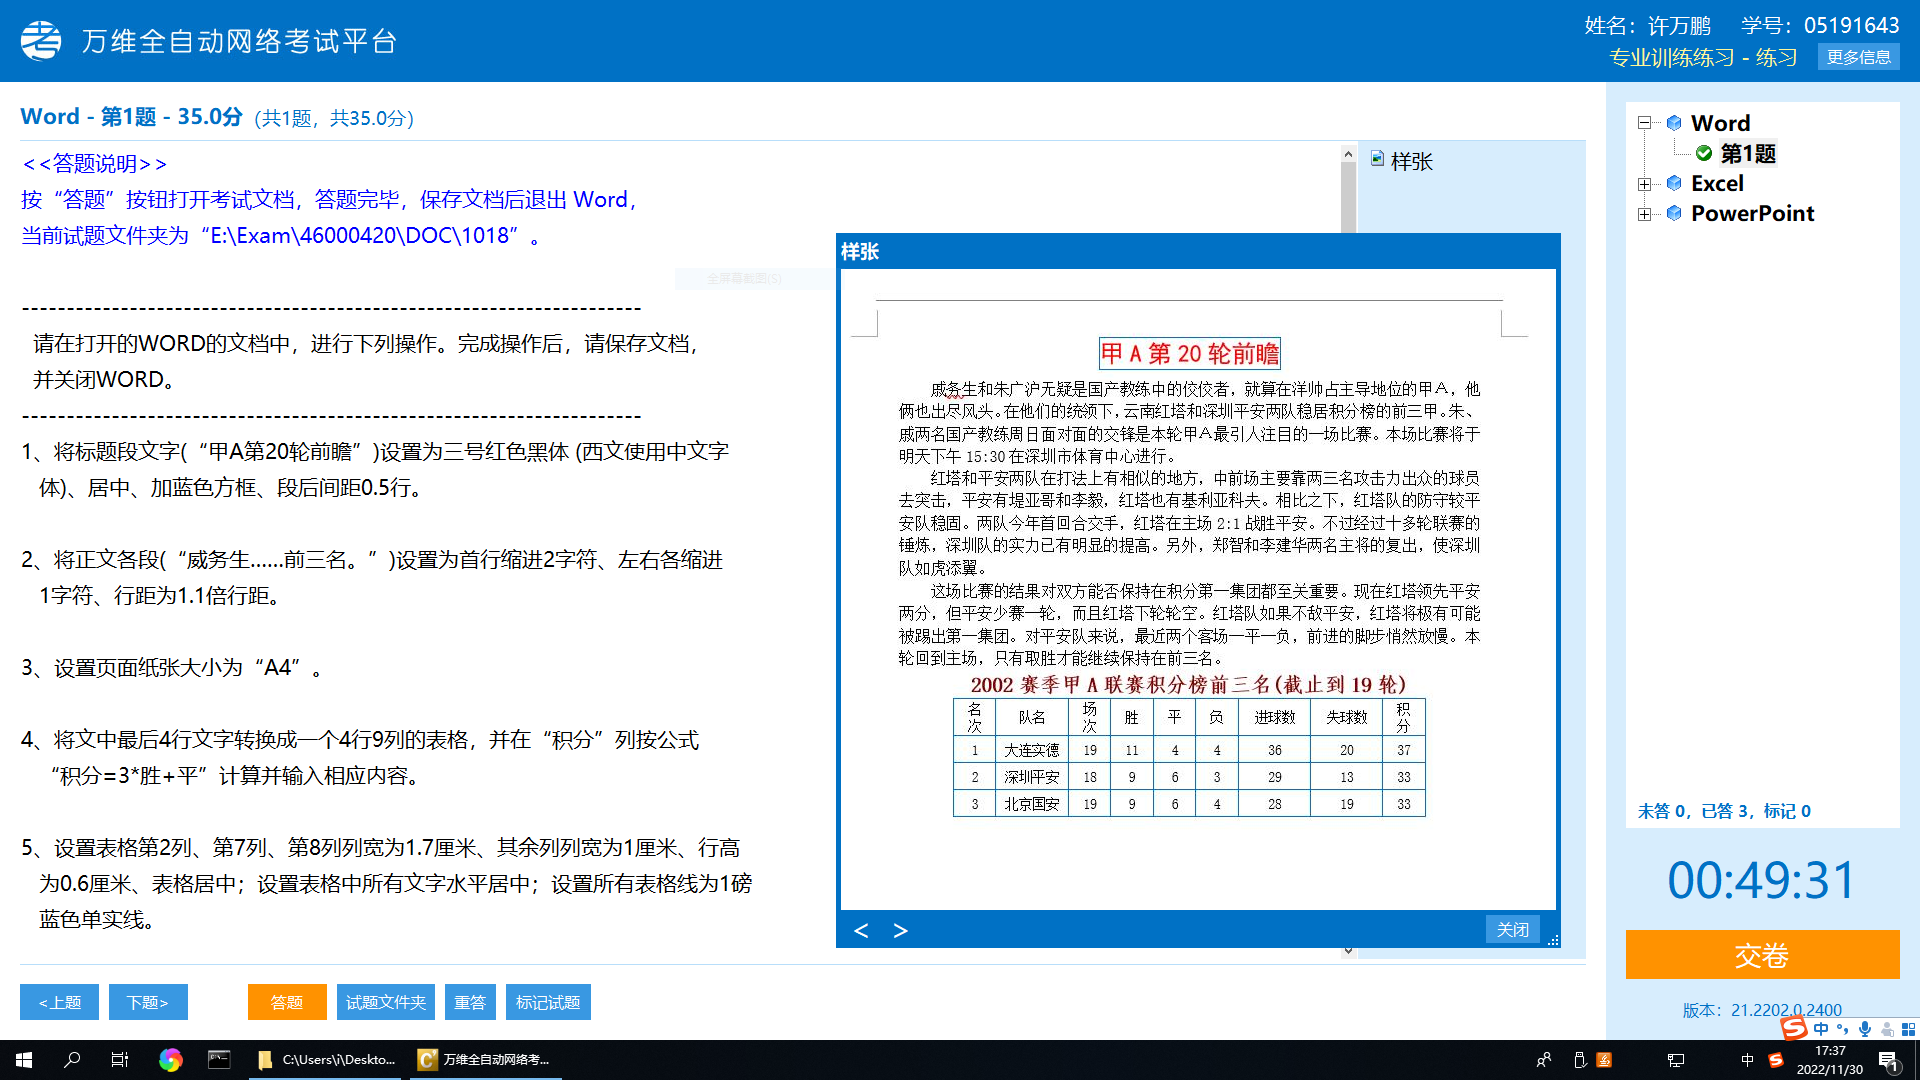 万维全自动网络考试平台
姓名：许万鹏 学号：05191643
专业训练练习 - 练习 更多信息
Word - 第1题 - 35.0分 (共1题，共35.0分)
<<答题说明>>
按“答题”按钮打开考试文档，答题完毕，保存文档后退出 Word，
当前试题文件夹为“E:\Exam\46000420\DOC\1018”。
全屏幕截图(S)
---------------------------------------------------------------------
请在打开的WORD的文档中，进行下列操作。完成操作后，请保存文档，
并关闭WORD。
---------------------------------------------------------------------
1、将标题段文字(“甲A第20轮前瞻”)设置为三号红色黑体 (西文使用中文字
体)、居中、加蓝色方框、段后间距0.5行。
2、将正文各段(“戚务生......前三名。”)设置为首行缩进2字符、左右各缩进
1字符、行距为1.1倍行距。
3、设置页面纸张大小为“A4”。
4、将文中最后4行文字转换成一个4行9列的表格，并在“积分”列按公式
“积分=3*胜+平”计算并输入相应内容。
5、设置表格第2列、第7列、第8列列宽为1.7厘米、其余列列宽为1厘米、行高
为0.6厘米、表格居中；设置表格中所有文字水平居中；设置所有表格线为1磅
蓝色单实线。
样张
样张
甲 A 第 20 轮前瞻
戚务生和朱广沪无疑是国产教练中的佼佼者，就算在洋帅占主导地位的甲A，他
俩也出尽风头。在他们的统领下，云南红塔和深圳平安两队稳居积分榜的前三甲。朱、
戚两名国产教练周日面对面的交锋是本轮甲A最引人注目的一场比赛。本场比赛将于
明天下午 15:30 在深圳市体育中心进行。
红塔和平安两队在打法上有相似的地方，中前场主要靠两三名攻击力出众的球员
去突击，平安有堤亚哥和李毅，红塔也有基利亚科夫。相比之下，红塔队的防守较平
安队稳固。两队今年首回合交手，红塔在主场 2:1 战胜平安。不过经过十多轮联赛的
锤炼，深圳队的实力已有明显的提高。另外，郑智和李建华两名主将的复出，使深圳
队如虎添翼。
这场比赛的结果对双方能否保持在积分第一集团都至关重要。现在红塔领先平安
两分，但平安少赛一轮，而且红塔下轮轮空。红塔队如果不敌平安，红塔将极有可能
被踢出第一集团。对平安队来说，最近两个客场一平一负，前进的脚步悄然放慢。本
轮回到主场，只有取胜才能继续保持在前三名。
2002 赛季甲 A 联赛积分榜前三名(截止到 19 轮)
名次 队名 场次 胜 平 负 进球数 失球数 积分
1 大连实德 19 11 4 4 36 20 37
2 深圳平安 18 9 6 3 29 13 33
3 北京国安 19 9 6 4 28 19 33
< > 关闭
Word
第1题
Excel
PowerPoint
未答 0，已答 3，标记 0
00:49:31
交卷
版本：21.2202.0.2400
<上题 下题> 答题 试题文件夹 重答 标记试题
中
C:\Users\i\Deskto...
万维全自动网络考...
中
17:37
2022/11/30
1